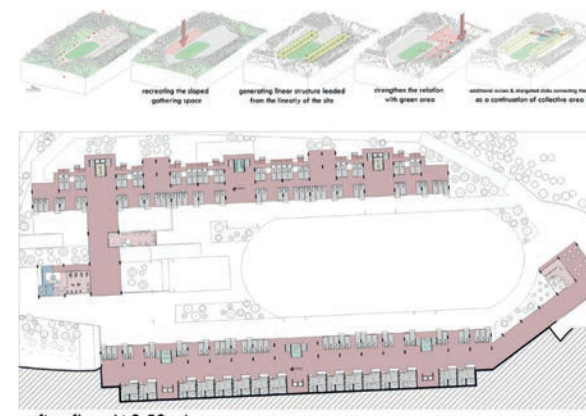 recreating the sloped
gathering space
generating linear structure leaded
from the linearity of the site
strengthen the relation
with green area
additional access & elongated slabs connecting the
as a continuation of collective area